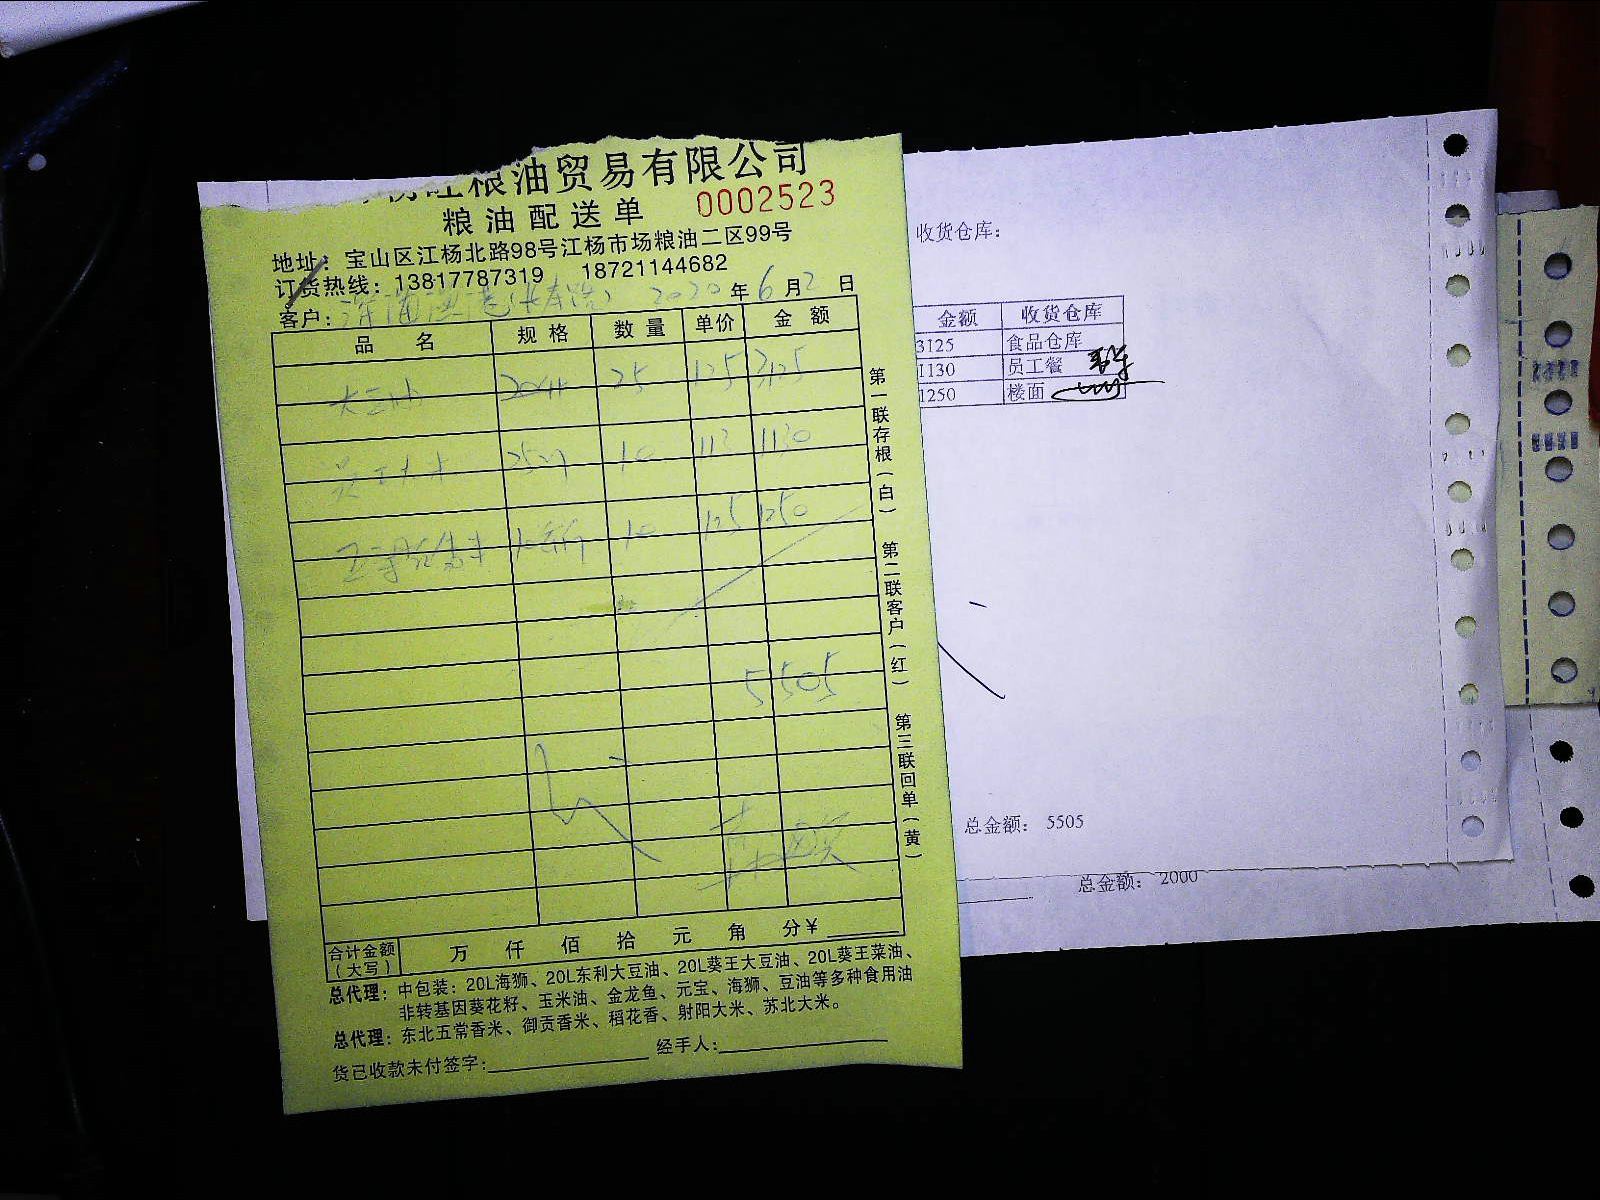 粮油贸易有限公司
粮油配送单 0002523
地址：宝山区江杨北路98号江杨市场粮油二区99号
订货热线：13817787319 18721144682
客户： 2020年6月2日
品名 规格 数量 单价 金额
大豆油 25 125 3125
10 113 1130
10 125 1250
5505
合计金额（大写） 万 仟 佰 拾 元 角 分¥
总代理：中包装：20L海狮、20L东利大豆油、20L葵王大豆油、20L葵王菜油、
非转基因葵花籽、玉米油、金龙鱼、元宝、海狮、豆油等多种食用油
总代理：东北五常香米、御贡香米、稻花香、射阳大米、苏北大米。
货已收款未付签字： 经手人：
第一联存根（白） 第二联客户（红） 第三联回单（黄）
收货仓库：
金额 收货仓库
3125 食品仓库
1130 员工餐
1250 楼面
总金额： 5505
总金额： 2000